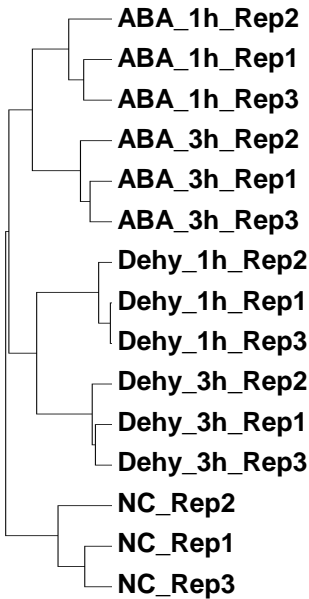 ABA_1h_Rep2
ABA_1h_Rep1
ABA_1h_Rep3
ABA_3h_Rep2
ABA_3h_Rep1
ABA_3h_Rep3
Dehy_1h_Rep2
Dehy_1h_Rep1
Dehy_1h_Rep3
Dehy_3h_Rep2
Dehy_3h_Rep1
Dehy_3h_Rep3
NC_Rep2
NC_Rep1
NC_Rep3